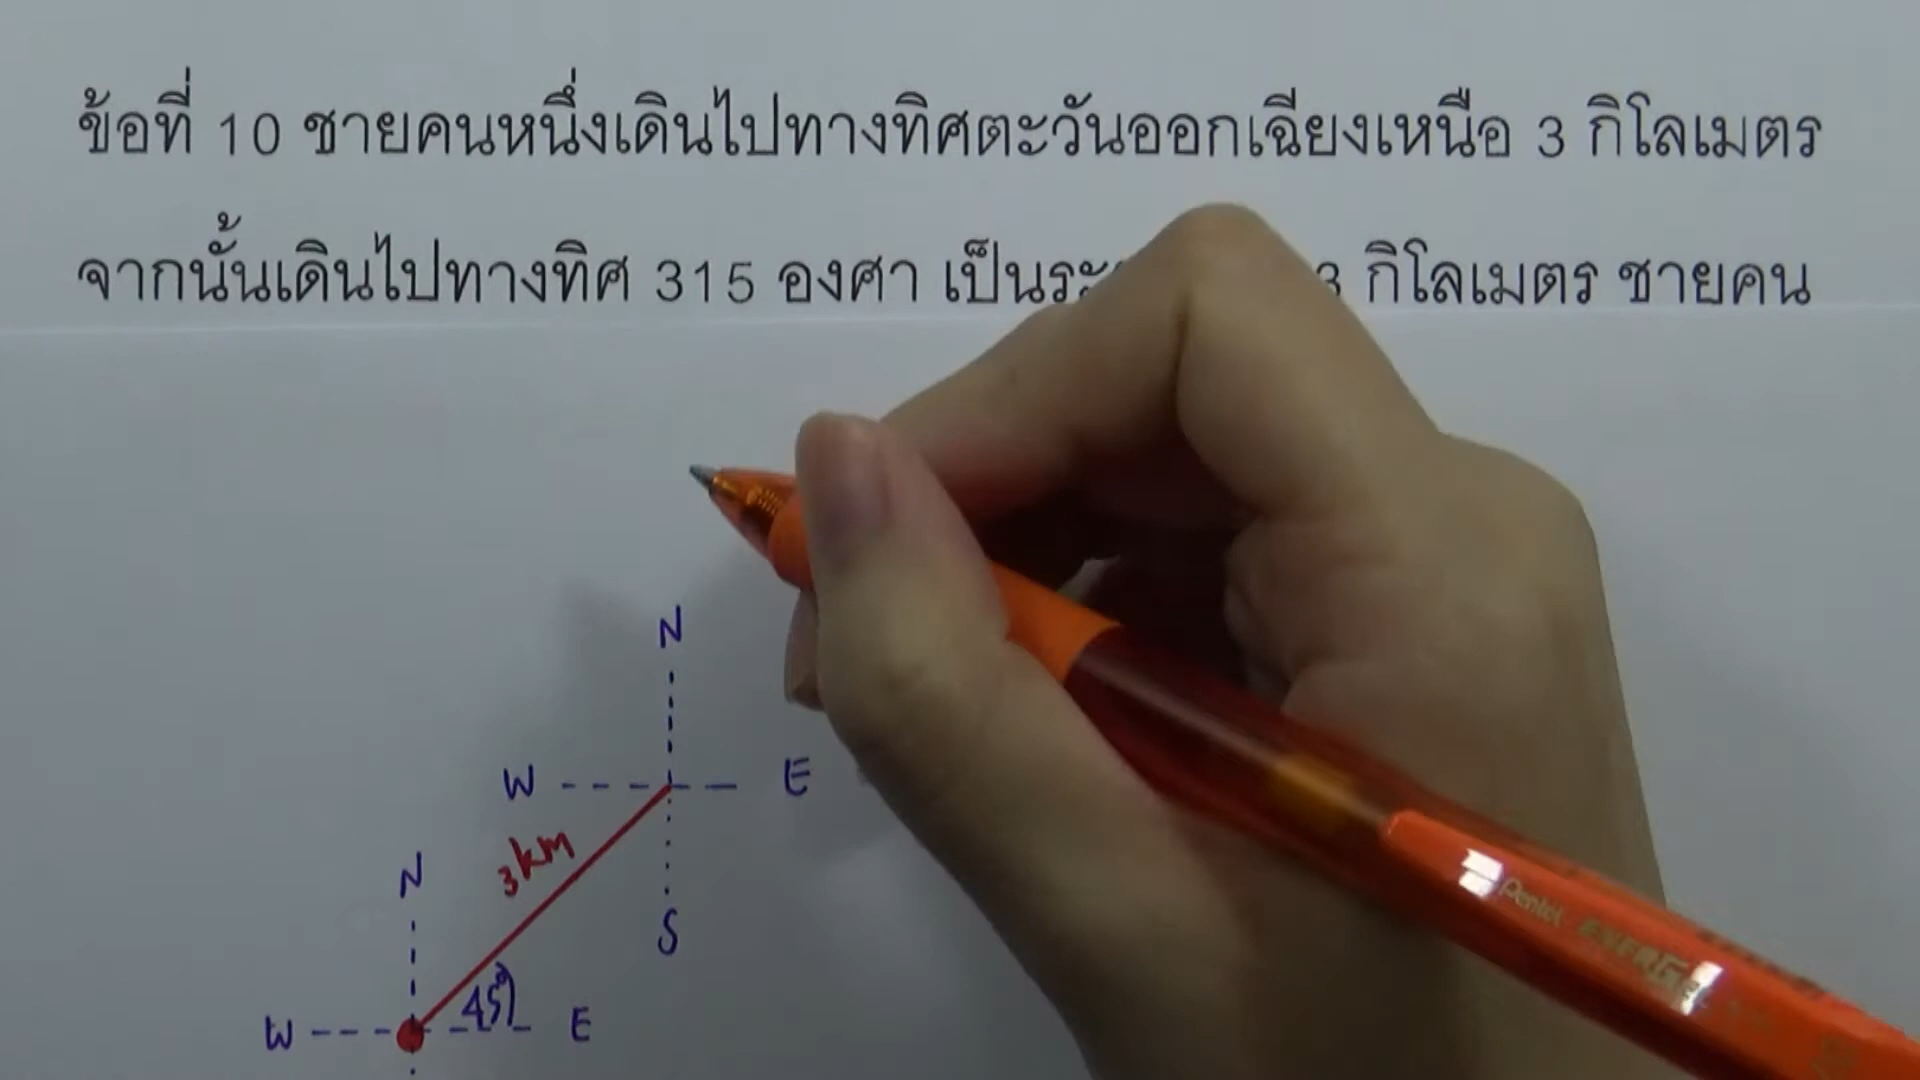 ข้อที่ 10 ชายคนหนึ่งเดินไปทางทิศตะวันออกเฉียงเหนือ 3 กิโลเมตร
จากนั้นเดินไปทางทิศ 315 องศา เป็น 3 กิโลเมตร ชายคน
N
W E
3 km
S
N
45°
W E
Pentel ENERGEL